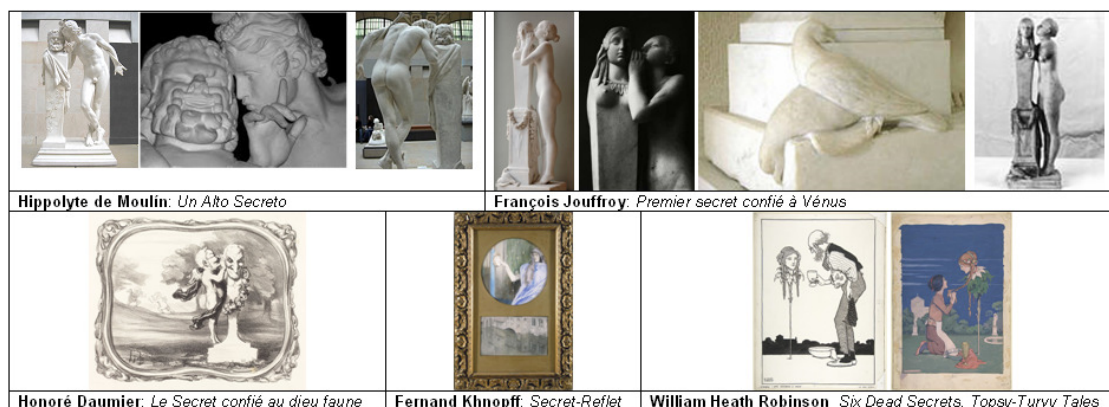 Hippolyte de Moulín: Un Alto Secreto
François Jouffroy: Premier secret confié à Vénus
Honoré Daumier: Le Secret confié au dieu faune
Fernand Khnopff: Secret-Reflet
William Heath Robinson Six Dead Secrets, Topsy-Turvy Tales